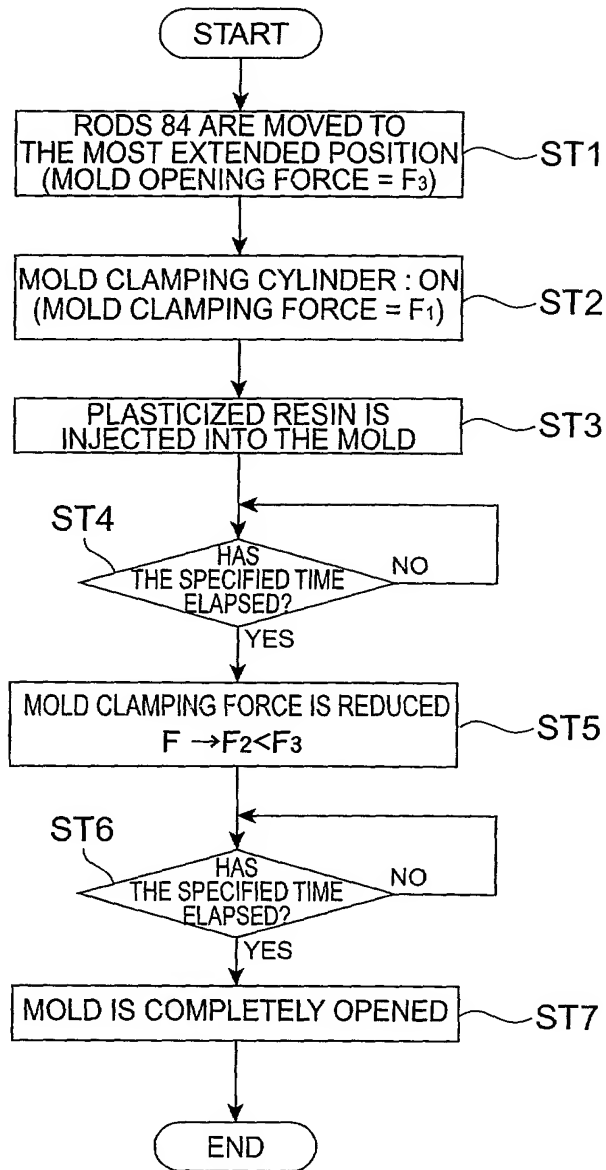 START
RODS 84 ARE MOVED TO
THE MOST EXTENDED POSITION
(MOLD OPENING FORCE = F3)
ST1
MOLD CLAMPING CYLINDER : ON
(MOLD CLAMPING FORCE = F1)
ST2
PLASTICIZED RESIN IS
INJECTED INTO THE MOLD
ST3
ST4
HAS
THE SPECIFIED TIME
ELAPSED?
NO
YES
MOLD CLAMPING FORCE IS REDUCED
F →F2<F3
ST5
ST6
HAS
THE SPECIFIED TIME
ELAPSED?
NO
YES
MOLD IS COMPLETELY OPENED
ST7
END